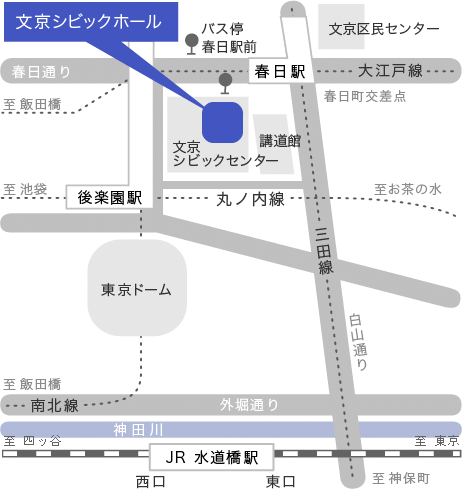 文京シビックホール
バス停
春日駅前
文京区民センター
春日通り
春日駅
大江戸線
至飯田橋
春日町交差点
文京
シビックセンター
講道館
至池袋
後楽園駅
丸ノ内線
至お茶の水
三田線
東京ドーム
白山通り
至飯田橋
南北線
外堀通り
神田川
至 四ッ谷
至 東京
JR 水道橋駅
西口
東口
至神保町